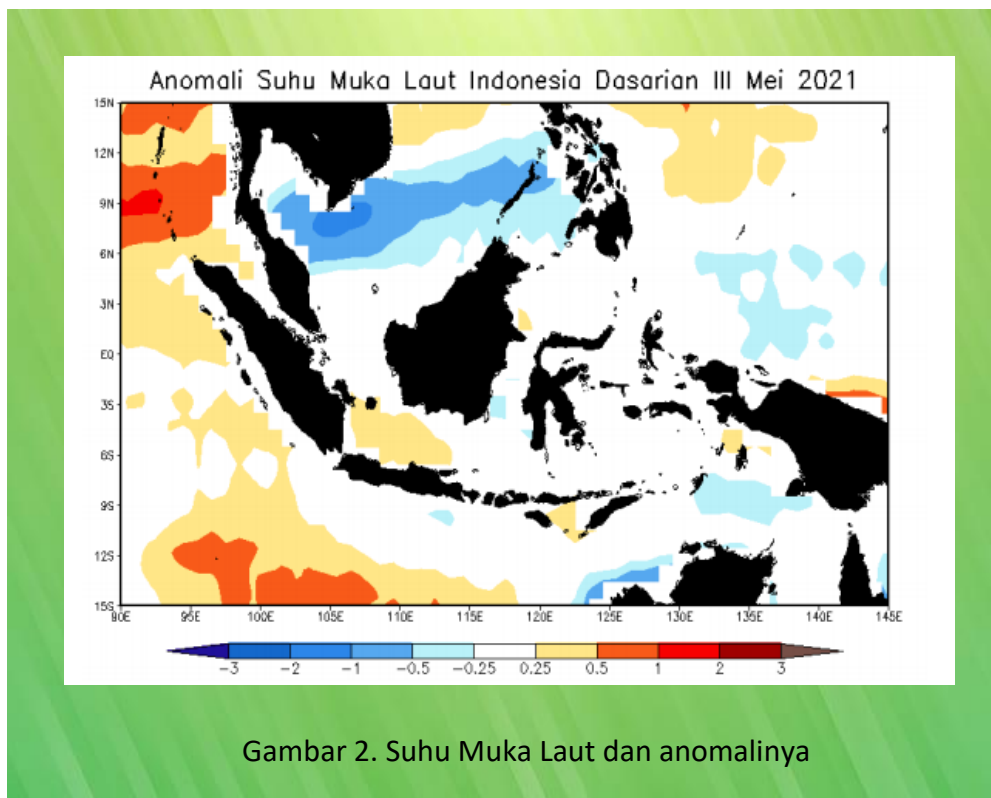 Anomali Suhu Muka Laut Indonesia Dasarian III Mei 2021
15N
12N
9N
6N
3N
EQ
3S
6S
9S
12S
15S
90E 95E 100E 105E 110E 115E 120E 125E 130E 135E 140E 145E
-3 -2 -1 -0.5 -0.25 0.25 0.5 1 2 3
Gambar 2. Suhu Muka Laut dan anomalinya